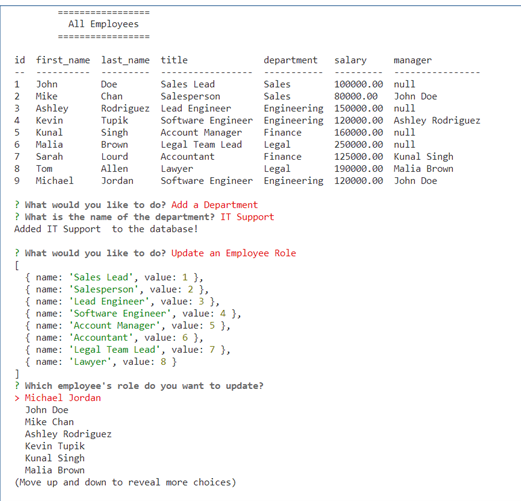 =================
All Employees
=================
id  first_name  last_name  title              department   salary     manager
--  ----------  ---------  -----------------  -----------  ---------  ----------------
1   John        Doe        Sales Lead         Sales        100000.00  null
2   Mike        Chan       Salesperson        Sales        80000.00   John Doe
3   Ashley      Rodriguez  Lead Engineer      Engineering  150000.00  null
4   Kevin       Tupik      Software Engineer  Engineering  120000.00  Ashley Rodriguez
5   Kunal       Singh      Account Manager    Finance      160000.00  null
6   Malia       Brown      Legal Team Lead    Legal        250000.00  null
7   Sarah       Lourd      Accountant         Finance      125000.00  Kunal Singh
8   Tom         Allen      Lawyer             Legal        190000.00  Malia Brown
9   Michael     Jordan     Software Engineer  Engineering  120000.00  John Doe
? What would you like to do? Add a Department
? What is the name of the department? IT Support
Added IT Support  to the database!
? What would you like to do? Update an Employee Role
[
  { name: 'Sales Lead', value: 1 },
  { name: 'Salesperson', value: 2 },
  { name: 'Lead Engineer', value: 3 },
  { name: 'Software Engineer', value: 4 },
  { name: 'Account Manager', value: 5 },
  { name: 'Accountant', value: 6 },
  { name: 'Legal Team Lead', value: 7 },
  { name: 'Lawyer', value: 8 }
]
? Which employee's role do you want to update?
> Michael Jordan
  John Doe
  Mike Chan
  Ashley Rodriguez
  Kevin Tupik
  Kunal Singh
  Malia Brown
(Move up and down to reveal more choices)